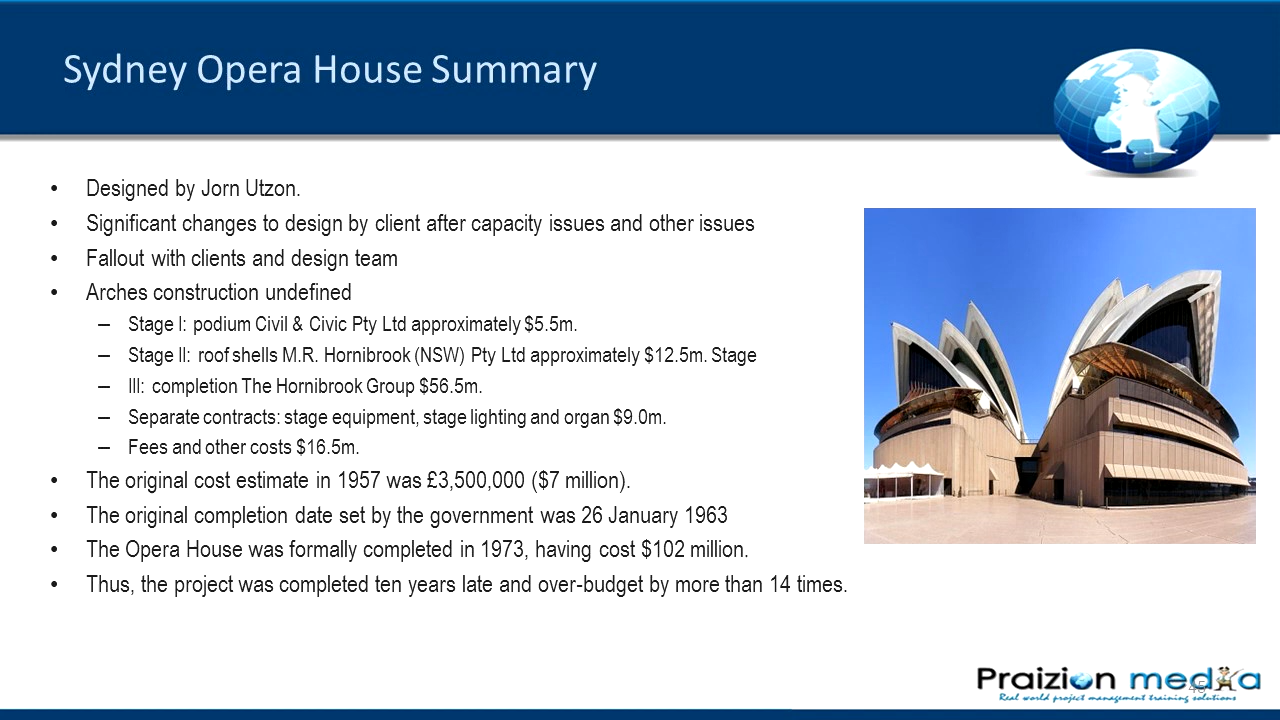 Sydney Opera House Summary
• Designed by Jorn Utzon.
• Significant changes to design by client after capacity issues and other issues
• Fallout with clients and design team
• Arches construction undefined
– Stage I: podium Civil & Civic Pty Ltd approximately $5.5m.
– Stage II: roof shells M.R. Hornibrook (NSW) Pty Ltd approximately $12.5m. Stage
– III: completion The Hornibrook Group $56.5m.
– Separate contracts: stage equipment, stage lighting and organ $9.0m.
– Fees and other costs $16.5m.
• The original cost estimate in 1957 was £3,500,000 ($7 million).
• The original completion date set by the government was 26 January 1963
• The Opera House was formally completed in 1973, having cost $102 million.
• Thus, the project was completed ten years late and over-budget by more than 14 times.
Praizion media
Real world project management training solutions